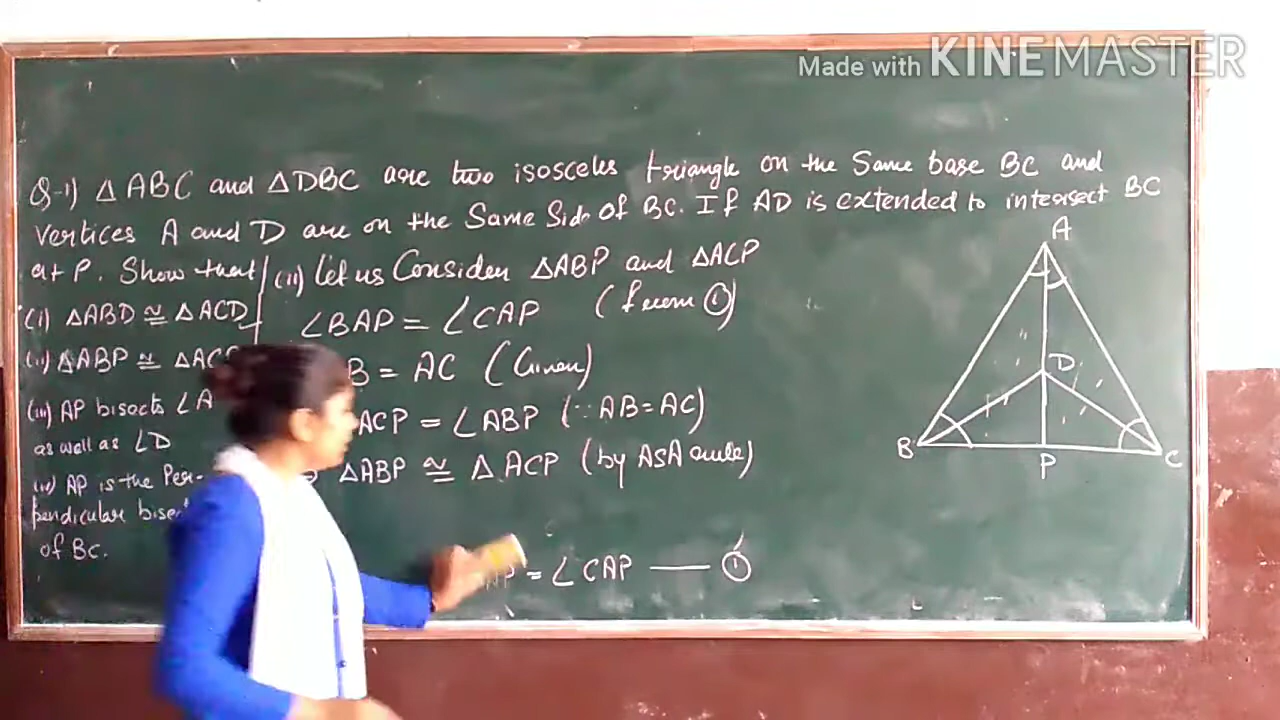 Made with KINEMASTER
Q-1) Δ ABC and ΔDBC are two isosceles triangle on the Same base BC and
vertices A and D are on the Same Side of BC. If AD is extended to intersect BC
at P. Show that
(i) ΔABD ≅ ΔACD
(ii) ΔABP ≅ ΔAC
(iii) AP bisects ∠A
as well as ∠D
(iv) AP is the Per-
pendicular bise
of BC.
(ii) Let us Consider ΔABP and ΔACP
∠BAP = ∠CAP (from ①)
B = AC (Given)
ACP = ∠ABP (∵ AB=AC)
ΔABP ≅ ΔACP (by ASA rule)
AP = ∠CAP —— ①
A
D
B
P
C